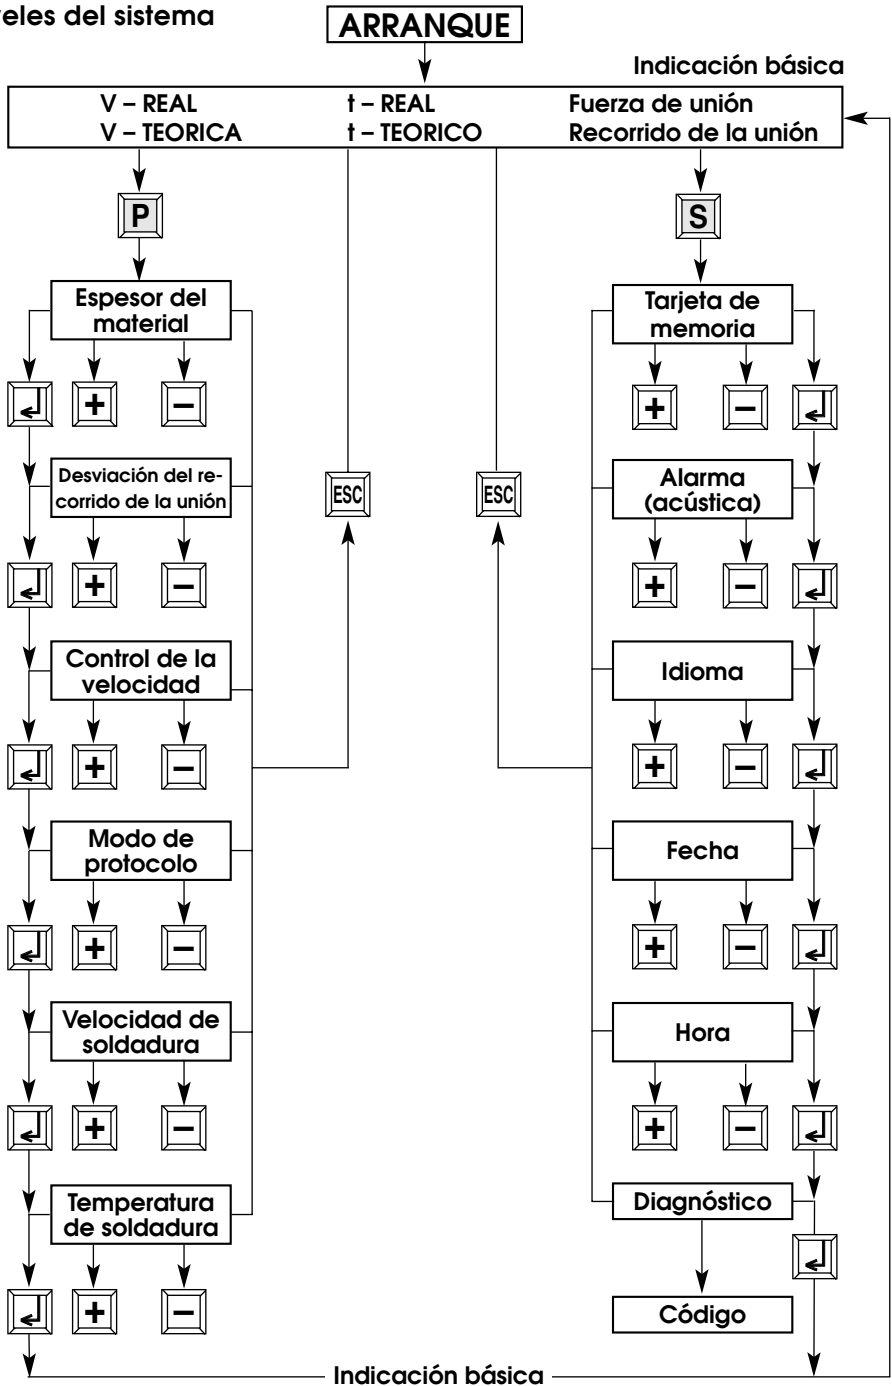 veles del sistema
ARRANQUE
Indicación básica
V – REAL t – REAL Fuerza de unión
V – TEORICA t – TEORICO Recorrido de la unión
P S
Espesor del
material
+ –
Desviación del re-
corrido de la unión
+ –
Control de la
velocidad
+ –
Modo de
protocolo
+ –
Velocidad de
soldadura
+ –
Temperatura
de soldadura
+ –
ESC
ESC
Tarjeta de
memoria
+ –
Alarma
(acústica)
+ –
Idioma
+ –
Fecha
+ –
Hora
+ –
Diagnóstico
Código
Indicación básica